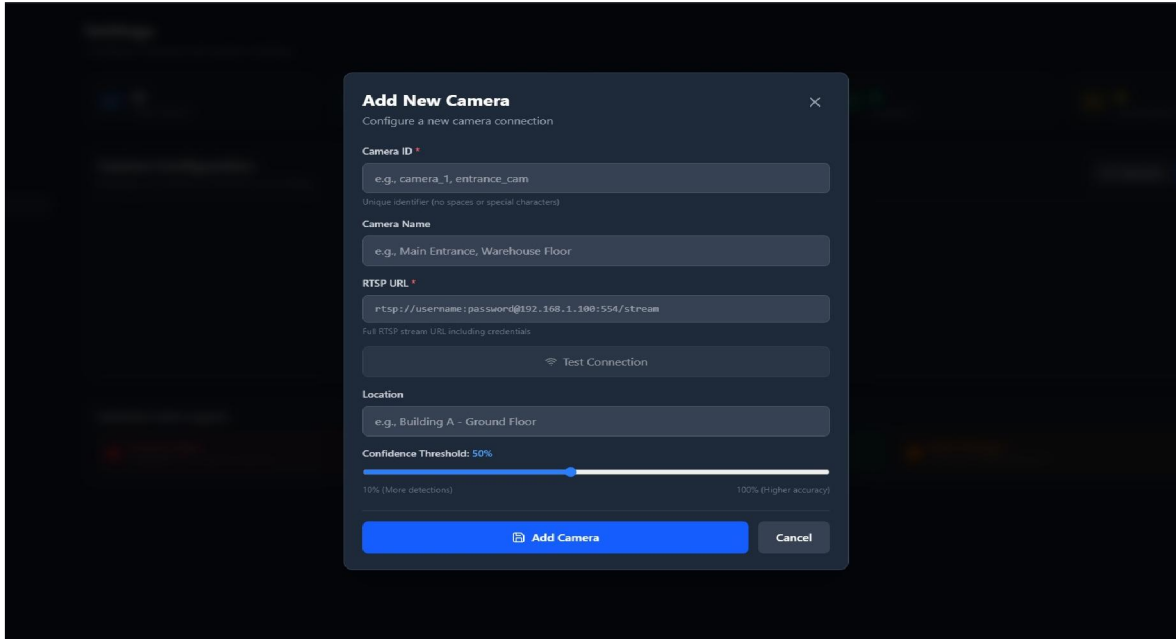 Settings
Add New Camera
Configure a new camera connection
Camera ID *
e.g., camera_1, entrance_cam
Unique identifier (no spaces or special characters)
Camera Name
e.g., Main Entrance, Warehouse Floor
RTSP URL *
rtsp://username:password@192.168.1.100:554/stream
Full RTSP stream URL including credentials
Test Connection
Location
e.g., Building A - Ground Floor
Confidence Threshold: 50%
10% (More detections) 100% (Higher accuracy)
Add Camera Cancel